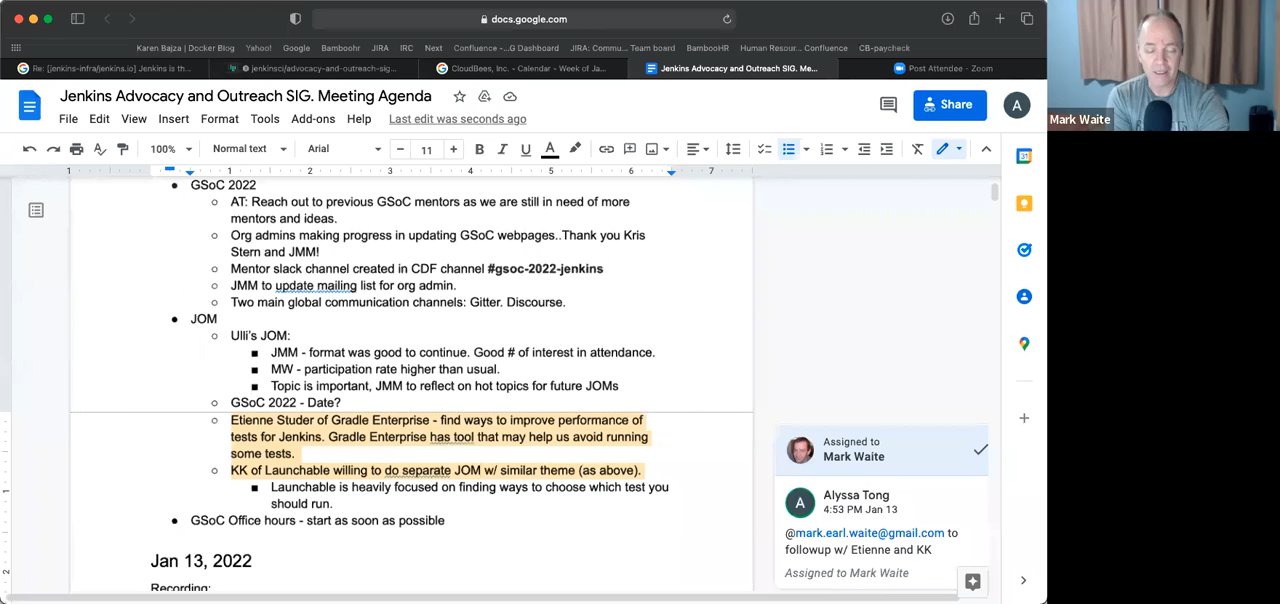 docs.google.com
Karen Bajza | Docker Blog
Yahoo!
Google
Bamboohr
JIRA
IRC
Next
Confluence -...G Dashboard
JIRA: Commu... Team board
BambooHR
Human Resour... Confluence
CB-paycheck
Re: [jenkins-infra/jenkins.io] Jenkins is th...
jenkinsci/advocacy-and-outreach-sig...
CloudBees, Inc. - Calendar - Week of Ja...
Jenkins Advocacy and Outreach SIG. Mee...
Post Attendee - Zoom
Jenkins Advocacy and Outreach SIG. Meeting Agenda
File Edit View Insert Format Tools Add-ons Help Last edit was seconds ago
Share
A
Mark Waite
100% Normal text Arial 11 B I U A
1 1 2 3 4 5 6 7
GSoC 2022
AT: Reach out to previous GSoC mentors as we are still in need of more
mentors and ideas.
Org admins making progress in updating GSoC webpages..Thank you Kris
Stern and JMM!
Mentor slack channel created in CDF channel #gsoc-2022-jenkins
JMM to update mailing list for org admin.
Two main global communication channels: Gitter. Discourse.
JOM
Ulli's JOM:
JMM - format was good to continue. Good # of interest in attendance.
MW - participation rate higher than usual.
Topic is important, JMM to reflect on hot topics for future JOMs
GSoC 2022 - Date?
Etienne Studer of Gradle Enterprise - find ways to improve performance of
tests for Jenkins. Gradle Enterprise has tool that may help us avoid running
some tests.
KK of Launchable willing to do separate JOM w/ similar theme (as above).
Launchable is heavily focused on finding ways to choose which test you
should run.
GSoC Office hours - start as soon as possible
Jan 13, 2022
Recording:
Assigned to
Mark Waite
A
Alyssa Tong
4:53 PM Jan 13
@mark.earl.waite@gmail.com to
followup w/ Etienne and KK
Assigned to Mark Waite
31
1
2